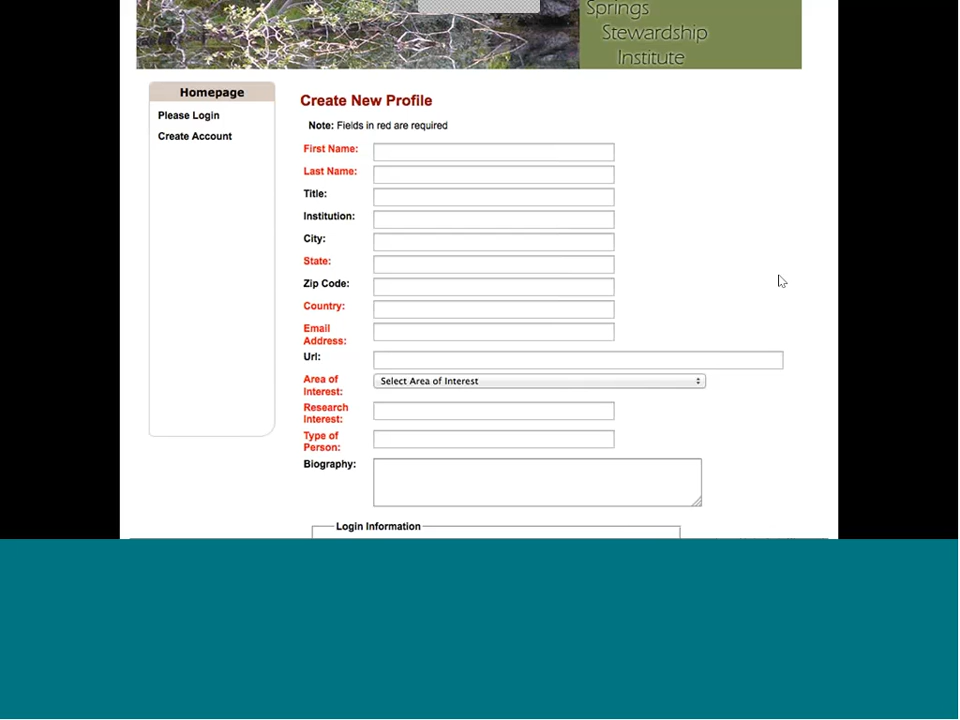 Springs
Stewardship
Institute
Homepage
Please Login
Create Account
Create New Profile
Note: Fields in red are required
First Name:
Last Name:
Title:
Institution:
City:
State:
Zip Code:
Country:
Email
Address:
Url:
Area of
Interest:
Select Area of Interest
Research
Interest:
Type of
Person:
Biography:
Login Information